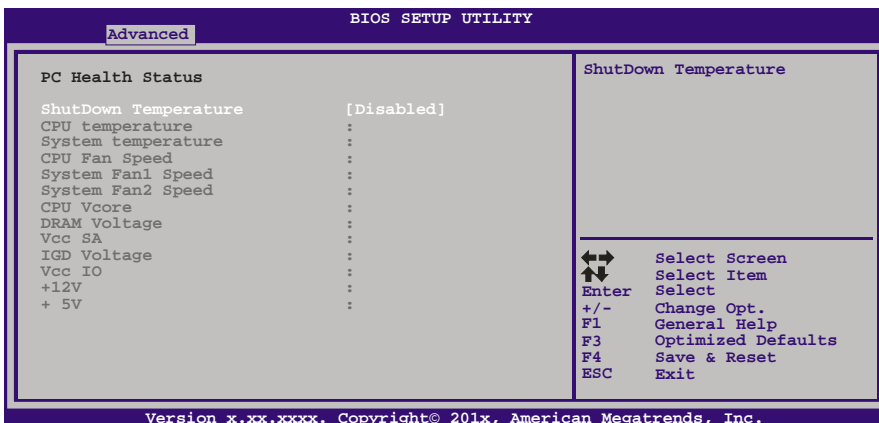 BIOS SETUP UTILITY
Advanced
PC Health Status
ShutDown Temperature [Disabled]
CPU temperature :
System temperature :
CPU Fan Speed :
System Fan1 Speed :
System Fan2 Speed :
CPU Vcore :
DRAM Voltage :
Vcc SA :
IGD Voltage :
Vcc IO :
+12V :
+ 5V :
ShutDown Temperature
Select Screen
Select Item
Enter Select
+/- Change Opt.
F1 General Help
F3 Optimized Defaults
F4 Save & Reset
ESC Exit
Version x.xx.xxxx. Copyright© 201x, American Megatrends, Inc.